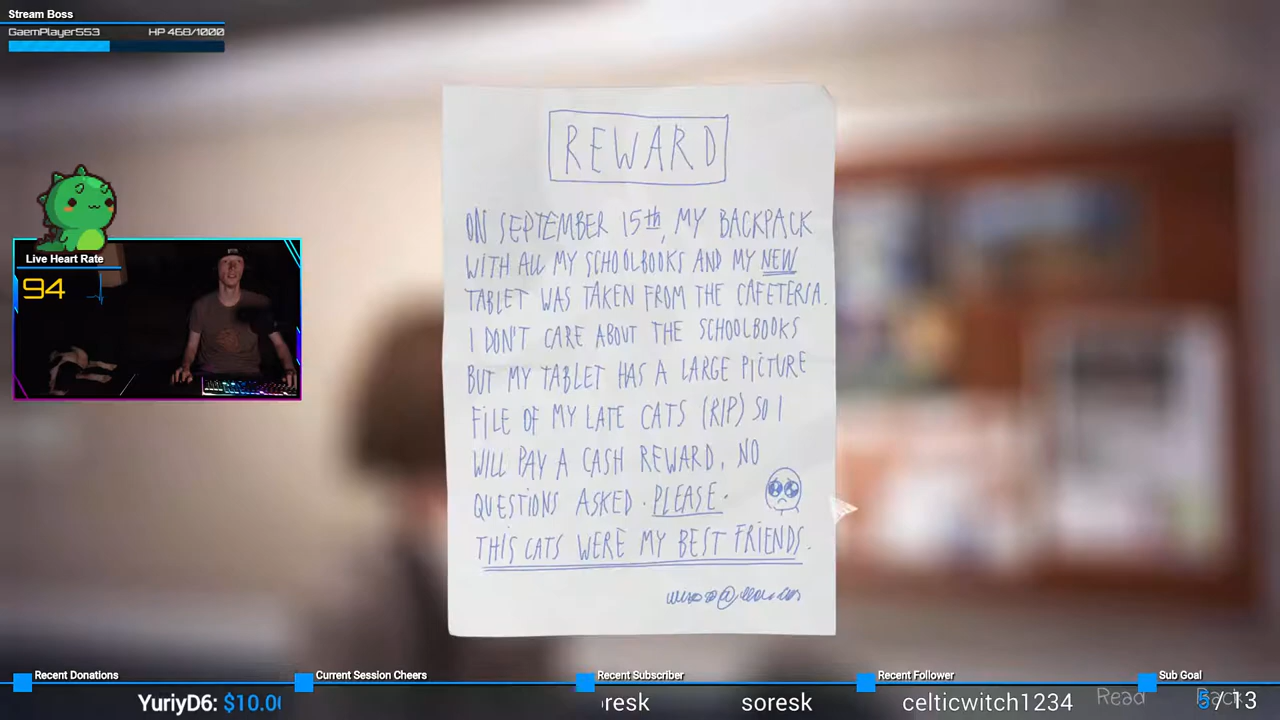 Stream Boss
GaemPlayer553 HP 468/1000
Live Heart Rate
94
REWARD
ON SEPTEMBER 15th, MY BACKPACK
WITH ALL MY SCHOOLBOOKS AND MY NEW
TABLET WAS TAKEN FROM THE CAFETERIA.
I DON'T CARE ABOUT THE SCHOOLBOOKS
BUT MY TABLET HAS A LARGE PICTURE
FILE OF MY LATE CATS (RIP) SO I
WILL PAY A CASH REWARD, NO
QUESTIONS ASKED. PLEASE.
THIS CATS WERE MY BEST FRIENDS.
Recent Donations
YuriyD6: $10.00
Current Session Cheers
Recent Subscriber
resk soresk
Recent Follower
celticwitch1234
Sub Goal
5 / 13
Read Back